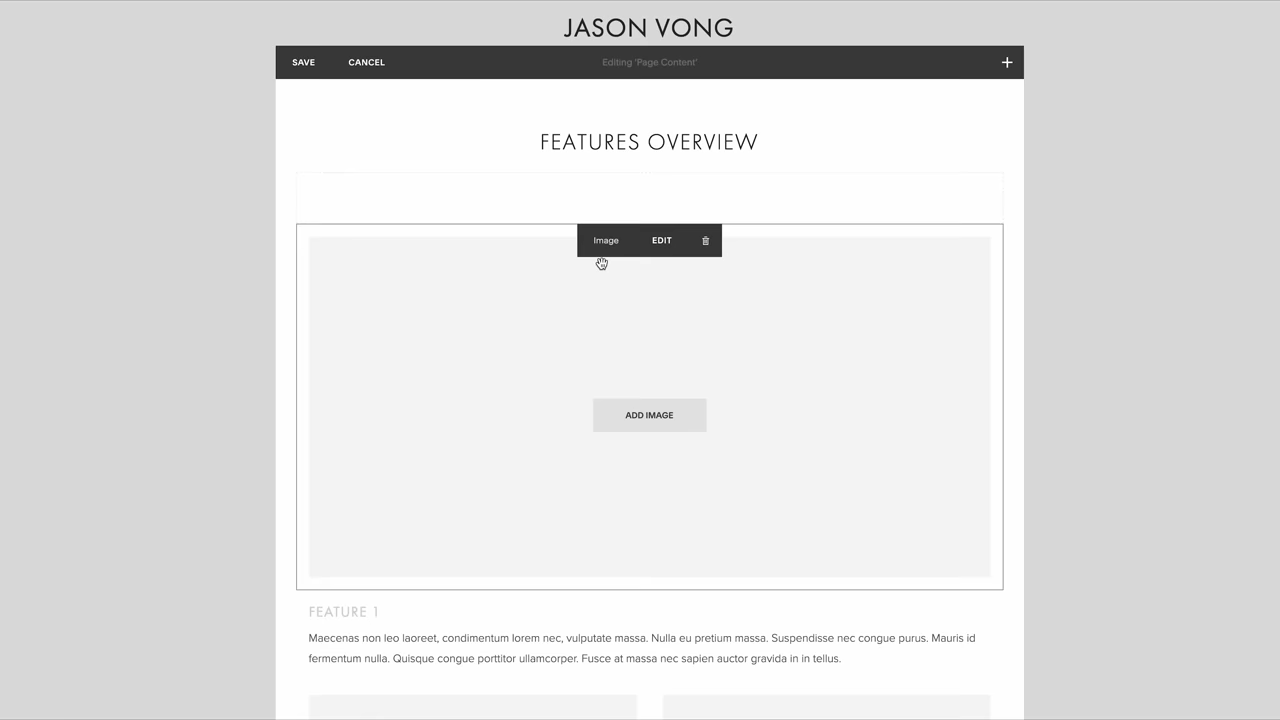 JASON VONG
SAVE CANCEL Editing 'Page Content' +
FEATURES OVERVIEW
Image EDIT
ADD IMAGE
FEATURE 1
Maecenas non leo laoreet, condimentum lorem nec, vulputate massa. Nulla eu pretium massa. Suspendisse nec congue purus. Mauris id
fermentum nulla. Quisque congue porttitor ullamcorper. Fusce at massa nec sapien auctor gravida in in tellus.